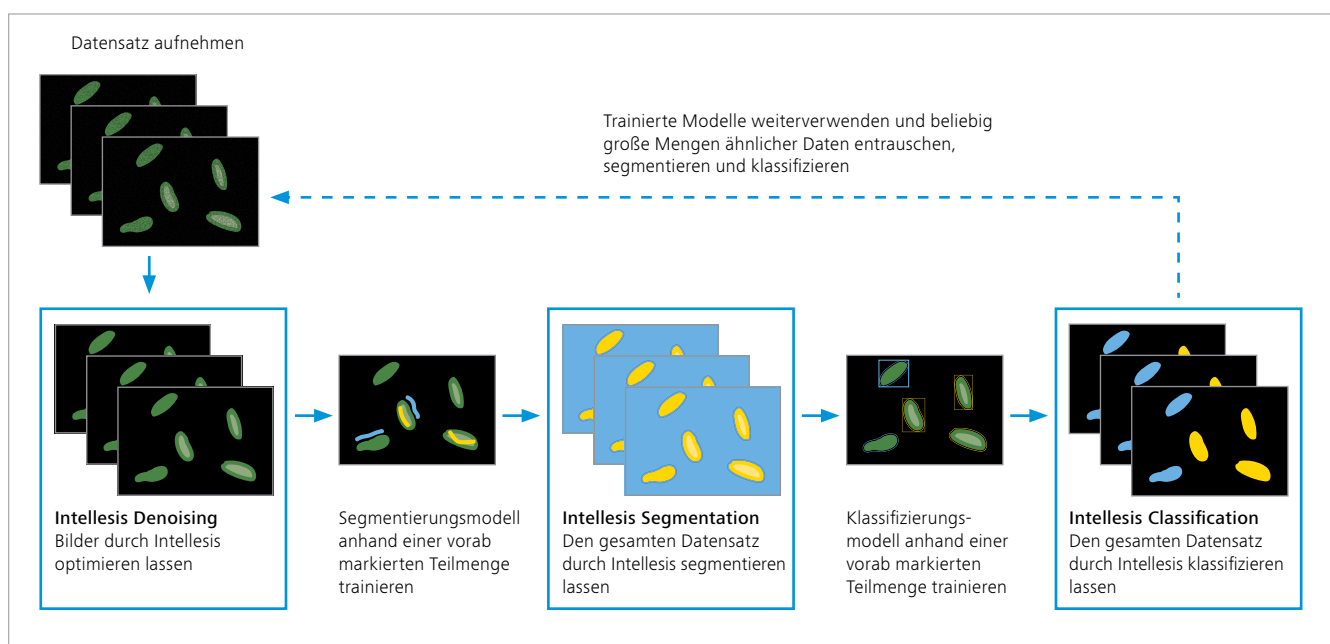 Datensatz aufnehmen
Trainierte Modelle weiterverwenden und beliebig
große Mengen ähnlicher Daten entrauschen,
segmentieren und klassifizieren
Intellesis Denoising
Bilder durch Intellesis
optimieren lassen
Segmentierungsmodell
anhand einer vorab
markierten Teilmenge
trainieren
Intellesis Segmentation
Den gesamten Datensatz
durch Intellesis segmentieren
lassen
Klassifizierungs-
modell anhand einer
vorab markierten
Teilmenge trainieren
Intellesis Classification
Den gesamten Datensatz
durch Intellesis klassifizieren
lassen